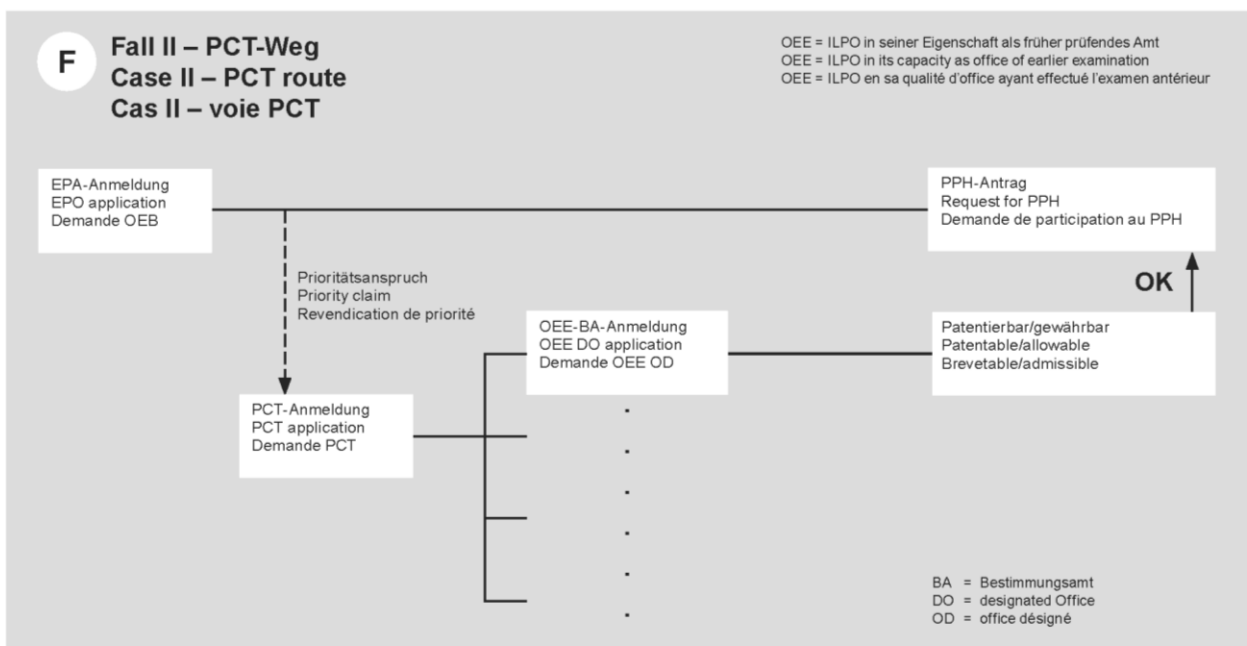 F
Fall II – PCT-Weg
Case II – PCT route
Cas II – voie PCT
OEE = ILPO in seiner Eigenschaft als früher prüfendes Amt
OEE = ILPO in its capacity as office of earlier examination
OEE = ILPO en sa qualité d'office ayant effectué l'examen antérieur
EPA-Anmeldung
EPO application
Demande OEB
PPH-Antrag
Request for PPH
Demande de participation au PPH
Prioritätsanspruch
Priority claim
Revendication de priorité
OK
OEE-BA-Anmeldung
OEE DO application
Demande OEE OD
Patentierbar/gewährbar
Patentable/allowable
Brevetable/admissible
PCT-Anmeldung
PCT application
Demande PCT
BA = Bestimmungsamt
DO = designated Office
OD = office désigné